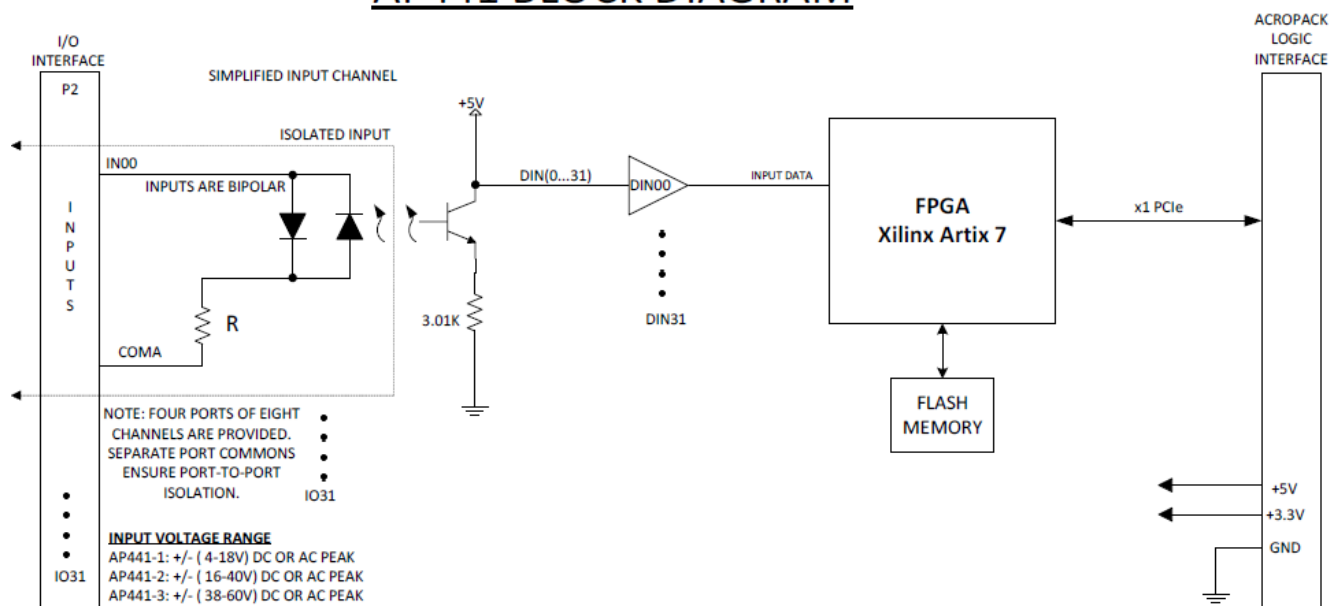 I/O
INTERFACE
P2
SIMPLIFIED INPUT CHANNEL
ACROPACK
LOGIC
INTERFACE
+5V
ISOLATED INPUT
IN00
INPUTS ARE BIPOLAR
I
N
P
U
T
S
DIN(0...31)
DIN00
INPUT DATA
FPGA
Xilinx Artix 7
x1 PCIe
R
3.01K
DIN31
COMA
FLASH
MEMORY
NOTE: FOUR PORTS OF EIGHT
CHANNELS ARE PROVIDED.
SEPARATE PORT COMMONS
ENSURE PORT-TO-PORT
ISOLATION.
IO31
+5V
+3.3V
GND
INPUT VOLTAGE RANGE
AP441-1: +/- ( 4-18V) DC OR AC PEAK
AP441-2: +/- ( 16-40V) DC OR AC PEAK
AP441-3: +/- ( 38-60V) DC OR AC PEAK
IO31